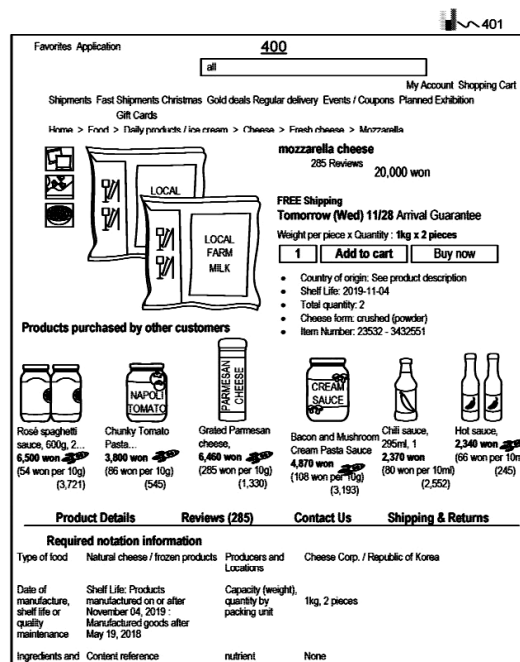 401
Favorites Application
400
all
My Account Shopping Cart
Shipments Fast Shipments Christmas Gold deals Regular delivery Events / Coupons Planned Exhibition
Gift Cards
Home > Food > Daily products / ice cream > Cheese > Fresh cheese > Mozzarella
mozzarella cheese
285 Reviews
20,000 won
LOCAL
LOCAL
FARM
MILK
FREE Shipping
Tomorrow (Wed) 11/28 Arrival Guarantee
Weight per piece x Quantity : 1kg x 2 pieces
1 Add to cart Buy now
• Country of origin: See product description
• Shelf Life: 2019-11-04
• Total quantity: 2
• Cheese form: crushed (powder)
• Item Number: 23532 - 3432551
Products purchased by other customers
NAPOLI
TOMATO
PARMESAN
CHEESE
CREAM
SAUCE
Rosé spaghetti
sauce, 600g, 2...
6,500 won
(54 won per 10g)
(3,721)
Chunky Tomato
Pasta...
3,800 won
(86 won per 10g)
(545)
Grated Parmesan
cheese,
6,460 won
(285 won per 10g)
(1,330)
Bacon and Mushroom
Cream Pasta Sauce
4,870 won
(108 won per 10g)
(3,193)
Chili sauce,
295ml, 1
2,370 won
(80 won per 10ml)
(2,552)
Hot sauce,
2,340 won
(66 won per 10m
(245)
Product Details Reviews (285) Contact Us Shipping & Returns
Required notation information
Type of food Natural cheese / frozen products Producers and
Locations Cheese Corp. / Republic of Korea
Date of
manufacture,
shelf life or
quality
maintenance
Shelf Life: Products
manufactured on or after
November 04, 2019 :
Manufactured goods after
May 19, 2018
Capacity (weight),
quantity by
packing unit
1kg, 2 pieces
Ingredients and Content reference nutrient None